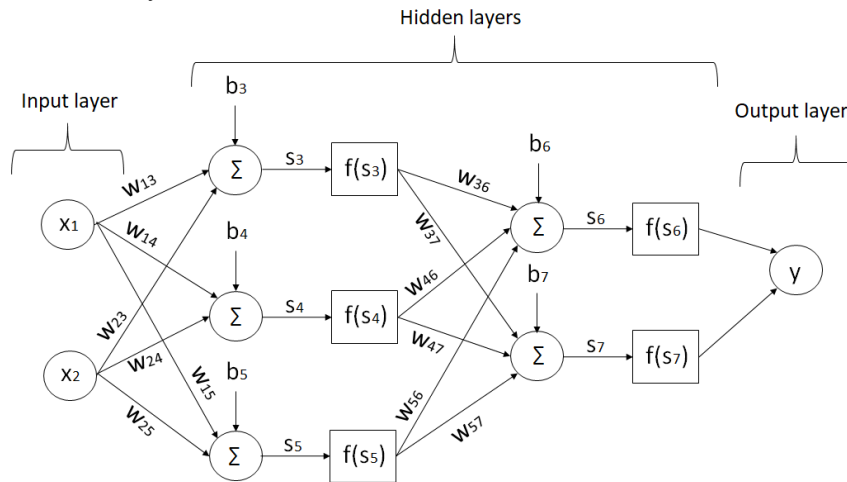 Hidden layers
Input layer
Output layer
b3
w13
Σ
s3
f(s3)
w36
b6
x1
w14
w37
Σ
s6
f(s6)
b4
w23
Σ
s4
f(s4)
w46
b7
y
x2
w24
w47
Σ
s7
f(s7)
w15
b5
w56
w25
Σ
s5
f(s5)
w57